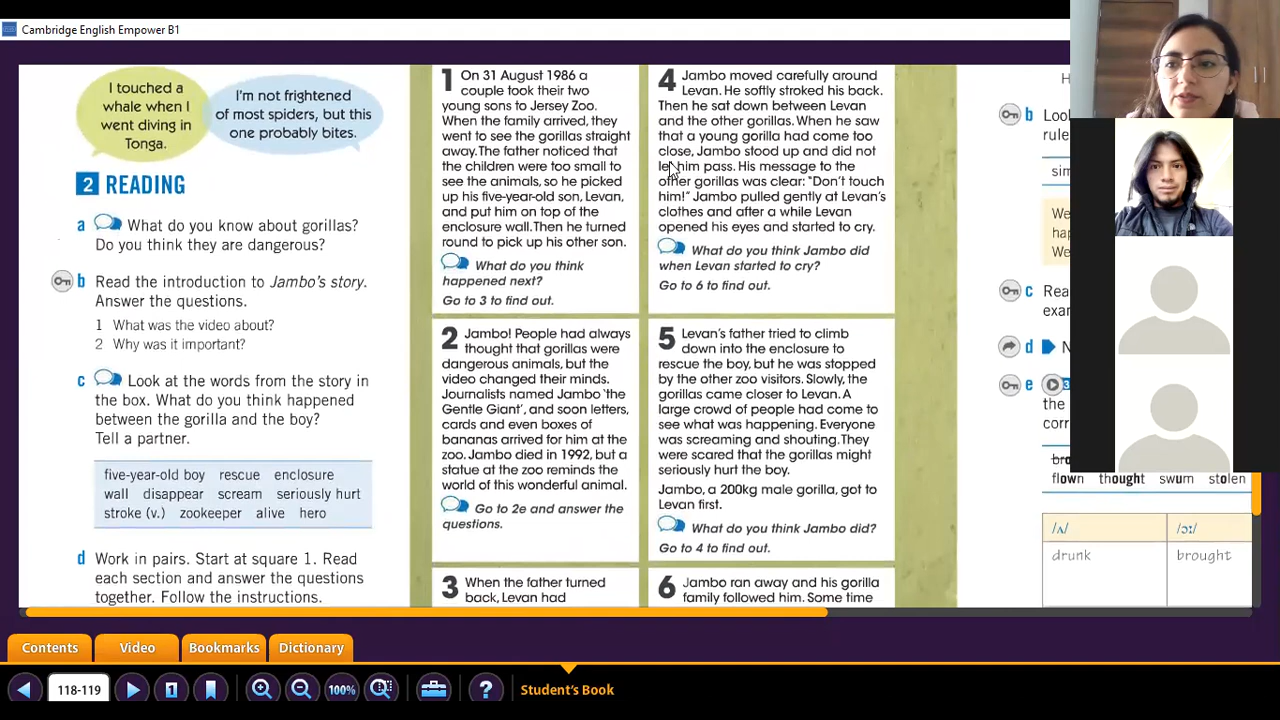 Cambridge English Empower B1
I touched a
whale when I
went diving in
Tonga.
I'm not frightened
of most spiders, but this
one probably bites.
2 READING
a What do you know about gorillas?
Do you think they are dangerous?
b Read the introduction to Jambo's story.
Answer the questions.
1 What was the video about?
2 Why was it important?
c Look at the words from the story in
the box. What do you think happened
between the gorilla and the boy?
Tell a partner.
five-year-old boy rescue enclosure
wall disappear scream seriously hurt
stroke (v.) zookeeper alive hero
d Work in pairs. Start at square 1. Read
each section and answer the questions
together. Follow the instructions.
1 On 31 August 1986 a
couple took their two
young sons to Jersey Zoo.
When the family arrived, they
went to see the gorillas straight
away. The father noticed that
the children were too small to
see the animals, so he picked
up his five-year-old son, Levan,
and put him on top of the
enclosure wall. Then he turned
round to pick up his other son.
What do you think
happened next?
Go to 3 to find out.
2 Jambo! People had always
thought that gorillas were
dangerous animals, but the
video changed their minds.
Journalists named Jambo 'the
Gentle Giant', and soon letters,
cards and even boxes of
bananas arrived for him at the
zoo. Jambo died in 1992, but a
statue at the zoo reminds the
world of this wonderful animal.
Go to 2e and answer the
questions.
3 When the father turned
back, Levan had
4 Jambo moved carefully around
Levan. He softly stroked his back.
Then he sat down between Levan
and the other gorillas. When he saw
that a young gorilla had come too
close, Jambo stood up and did not
let him pass. His message to the
other gorillas was clear: "Don't touch
him!" Jambo pulled gently at Levan's
clothes and after a while Levan
opened his eyes and started to cry.
What do you think Jambo did
when Levan started to cry?
Go to 6 to find out.
5 Levan's father tried to climb
down into the enclosure to
rescue the boy, but he was stopped
by the other zoo visitors. Slowly, the
gorillas came closer to Levan. A
large crowd of people had come to
see what was happening. Everyone
was screaming and shouting. They
were scared that the gorillas might
seriously hurt the boy.
Jambo, a 200kg male gorilla, got to
Levan first.
What do you think Jambo did?
Go to 4 to find out.
6 Jambo ran away and his gorilla
family followed him. Some time
H
b Loo
rule
sim
We
hap
We
c Rea
exar
d N
e 3
the
corr
bro
flown thought swum stolen
/ʌ/ /ɔː/
drunk brought
Contents Video Bookmarks Dictionary
118-119 1 100% ? Student's Book